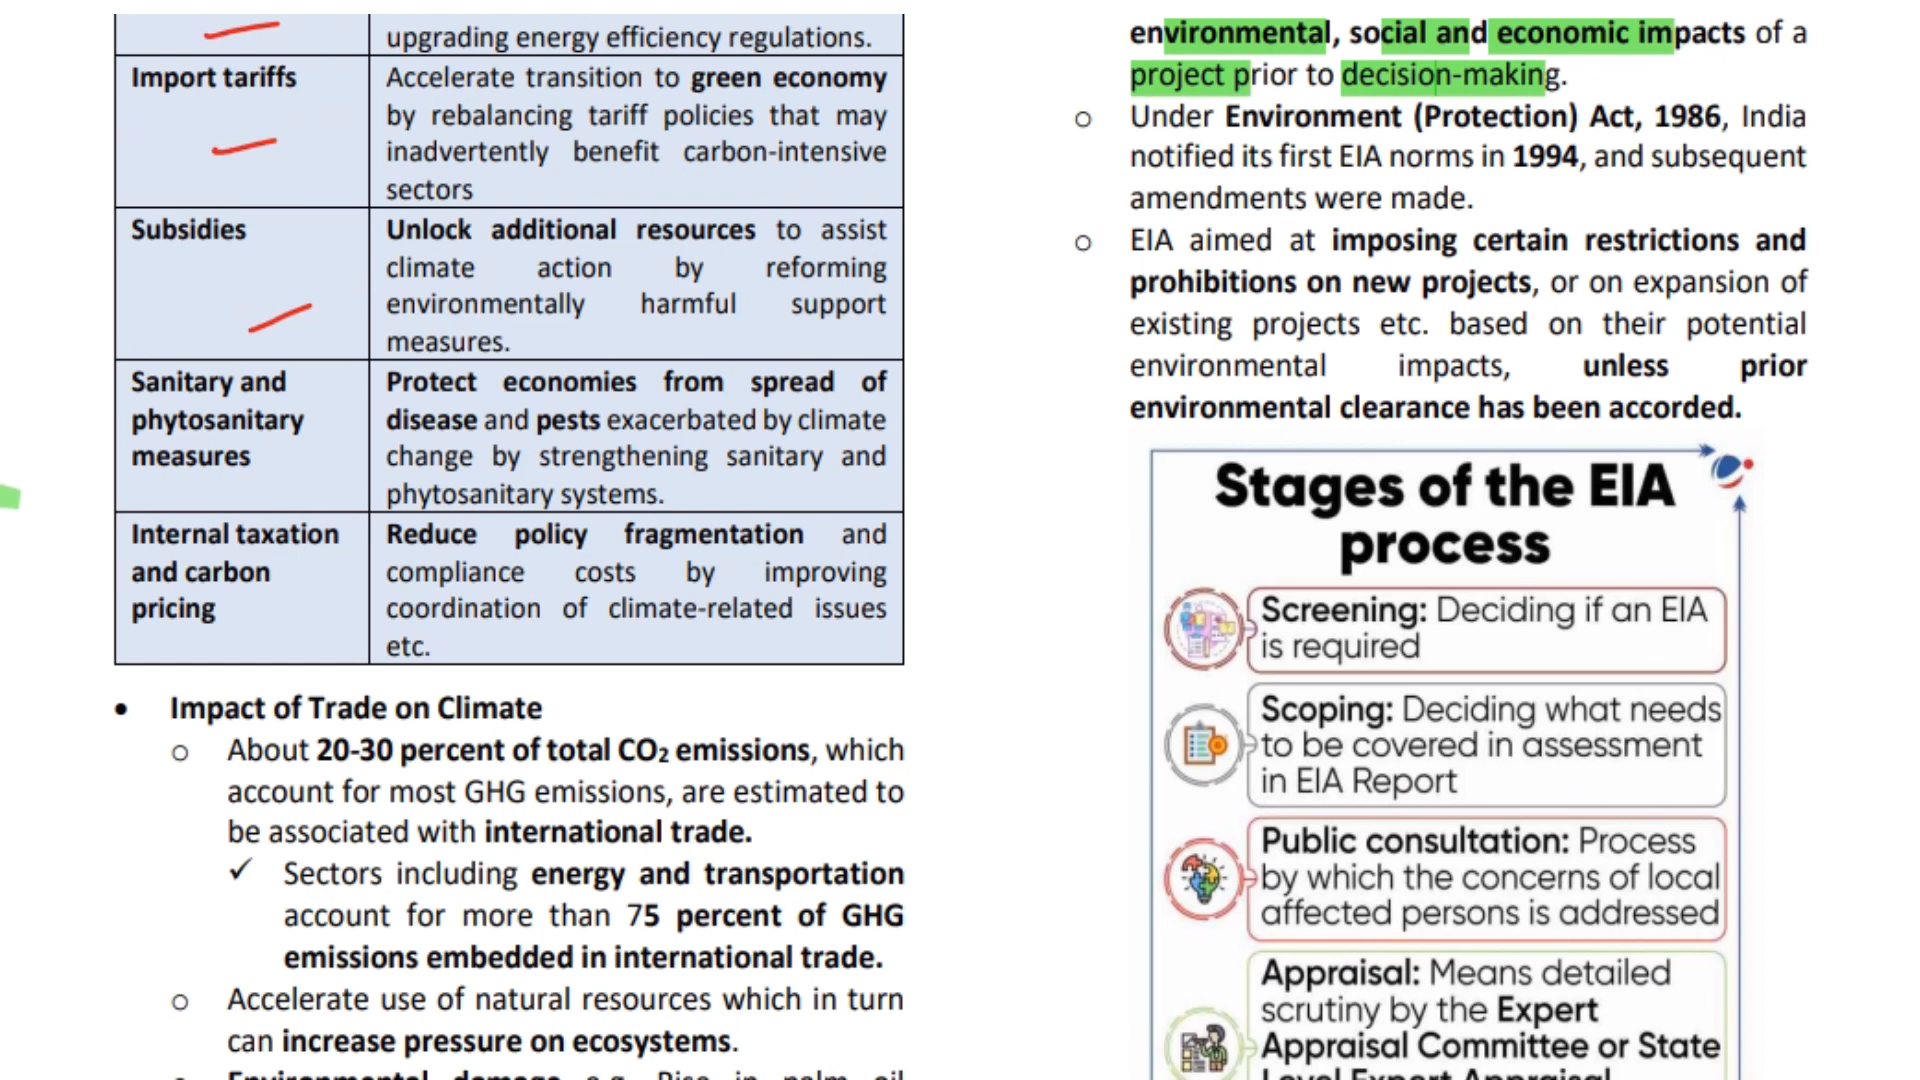 upgrading energy efficiency regulations.
Import tariffs
Accelerate transition to green economy
by rebalancing tariff policies that may
inadvertently benefit carbon-intensive
sectors
Subsidies
Unlock additional resources to assist
climate action by reforming
environmentally harmful support
measures.
Sanitary and
phytosanitary
measures
Protect economies from spread of
disease and pests exacerbated by climate
change by strengthening sanitary and
phytosanitary systems.
Internal taxation
and carbon
pricing
Reduce policy fragmentation and
compliance costs by improving
coordination of climate-related issues
etc.
• Impact of Trade on Climate
o About 20-30 percent of total CO₂ emissions, which
account for most GHG emissions, are estimated to
be associated with international trade.
✓ Sectors including energy and transportation
account for more than 75 percent of GHG
emissions embedded in international trade.
o Accelerate use of natural resources which in turn
can increase pressure on ecosystems.
o Environmental damage e.g. Rise in palm oil
environmental, social and economic impacts of a
project prior to decision-making.
o Under Environment (Protection) Act, 1986, India
notified its first EIA norms in 1994, and subsequent
amendments were made.
o EIA aimed at imposing certain restrictions and
prohibitions on new projects, or on expansion of
existing projects etc. based on their potential
environmental impacts, unless prior
environmental clearance has been accorded.
Stages of the EIA
process
Screening: Deciding if an EIA
is required
Scoping: Deciding what needs
to be covered in assessment
in EIA Report
Public consultation: Process
by which the concerns of local
affected persons is addressed
Appraisal: Means detailed
scrutiny by the Expert
Appraisal Committee or State
Level Expert Appraisal